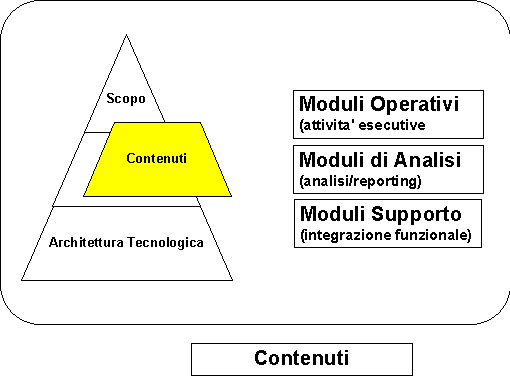 Scopo
Contenuti
Architettura Tecnologica
Moduli Operativi
(attivita' esecutive
Moduli di Analisi
(analisi/reporting)
Moduli Supporto
(integrazione funzionale)
Contenuti